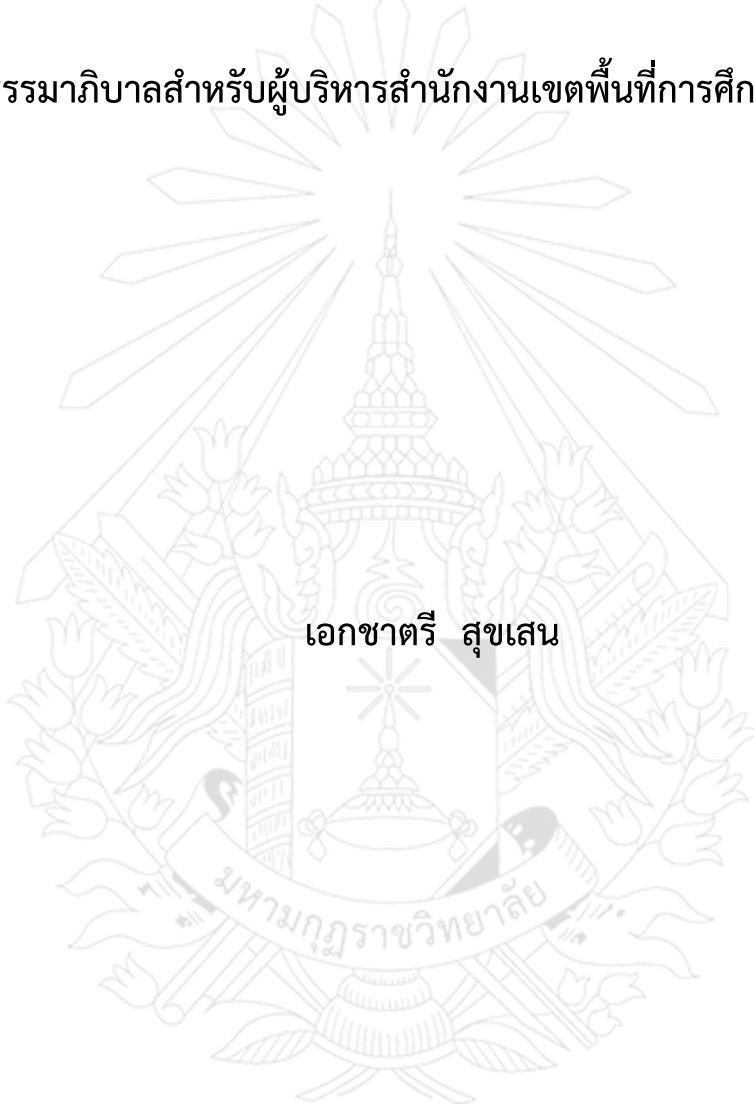 รรมาภิบาลสำหรับผู้บริหารสำนักงานเขตพื้นที่การศึก
เอกชาตรี สุขเสน
มหามกุฏราชวิทยาลัย